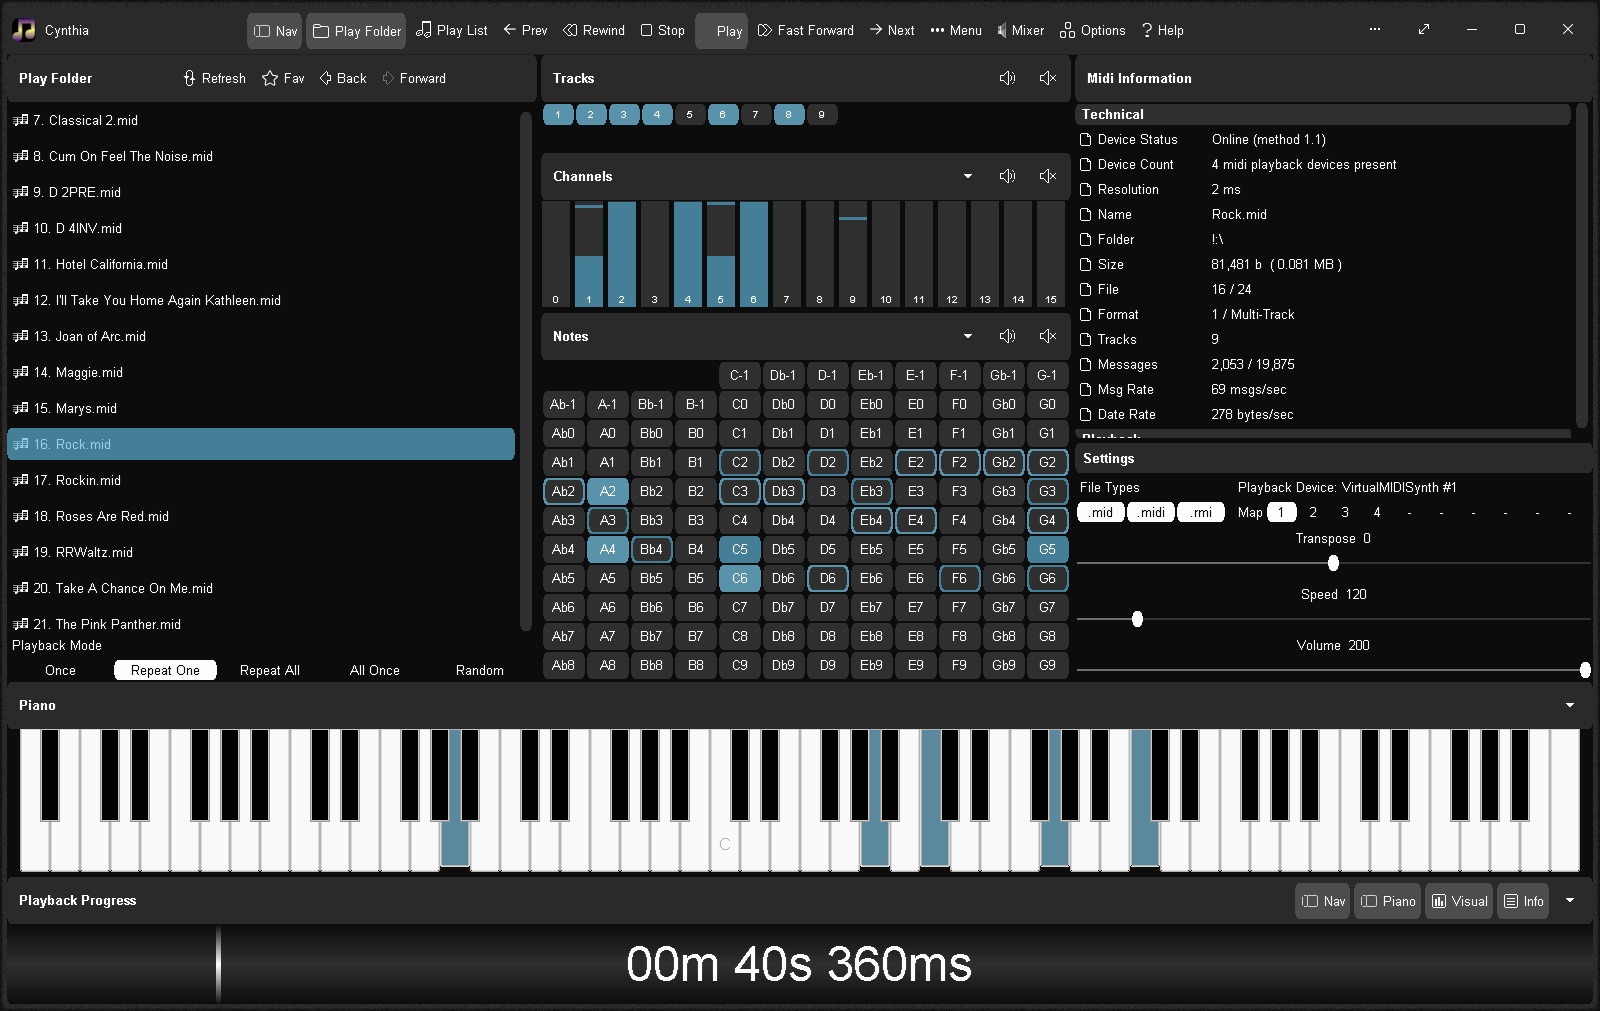 Cynthia Nav Play Folder Play List Prev Rewind Stop Play Fast Forward Next Menu Mixer Options Help
Play Folder Refresh Fav Back Forward
7. Classical 2.mid
8. Cum On Feel The Noise.mid
9. D 2PRE.mid
10. D 4INV.mid
11. Hotel California.mid
12. I'll Take You Home Again Kathleen.mid
13. Joan of Arc.mid
14. Maggie.mid
15. Marys.mid
16. Rock.mid
17. Rockin.mid
18. Roses Are Red.mid
19. RRWaltz.mid
20. Take A Chance On Me.mid
21. The Pink Panther.mid
Playback Mode
Once Repeat One Repeat All All Once Random
Tracks
1 2 3 4 5 6 7 8 9
Channels
0 1 2 3 4 5 6 7 8 9 10 11 12 13 14 15
Notes
C-1 Db-1 D-1 Eb-1 E-1 F-1 Gb-1 G-1
Ab-1 A-1 Bb-1 B-1 C0 Db0 D0 Eb0 E0 F0 Gb0 G0
Ab0 A0 Bb0 B0 C1 Db1 D1 Eb1 E1 F1 Gb1 G1
Ab1 A1 Bb1 B1 C2 Db2 D2 Eb2 E2 F2 Gb2 G2
Ab2 A2 Bb2 B2 C3 Db3 D3 Eb3 E3 F3 Gb3 G3
Ab3 A3 Bb3 B3 C4 Db4 D4 Eb4 E4 F4 Gb4 G4
Ab4 A4 Bb4 B4 C5 Db5 D5 Eb5 E5 F5 Gb5 G5
Ab5 A5 Bb5 B5 C6 Db6 D6 Eb6 E6 F6 Gb6 G6
Ab6 A6 Bb6 B6 C7 Db7 D7 Eb7 E7 F7 Gb7 G7
Ab7 A7 Bb7 B7 C8 Db8 D8 Eb8 E8 F8 Gb8 G8
Ab8 A8 Bb8 B8 C9 Db9 D9 Eb9 E9 F9 Gb9 G9
Midi Information
Technical
Device Status Online (method 1.1)
Device Count 4 midi playback devices present
Resolution 2 ms
Name Rock.mid
Folder !:\
Size 81,481 b ( 0.081 MB )
File 16 / 24
Format 1 / Multi-Track
Tracks 9
Messages 2,053 / 19,875
Msg Rate 69 msgs/sec
Date Rate 278 bytes/sec
Settings
File Types Playback Device: VirtualMIDISynth #1
.mid .midi .rmi Map 1 2 3 4 - - - - - -
Transpose 0
Speed 120
Volume 200
Piano
C
Playback Progress Nav Piano Visual Info
00m 40s 360ms